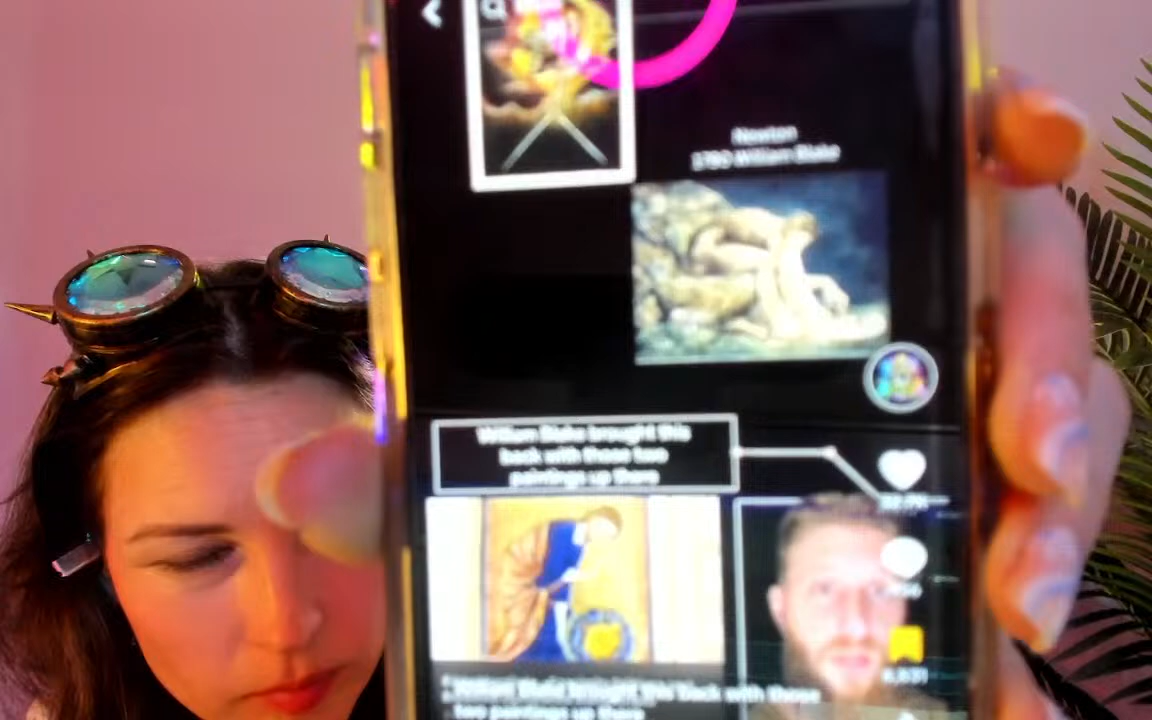 Newton
William Blake
William Blake brought this
back with those two
paintings up there
William Blake brought this back with those
two paintings up there